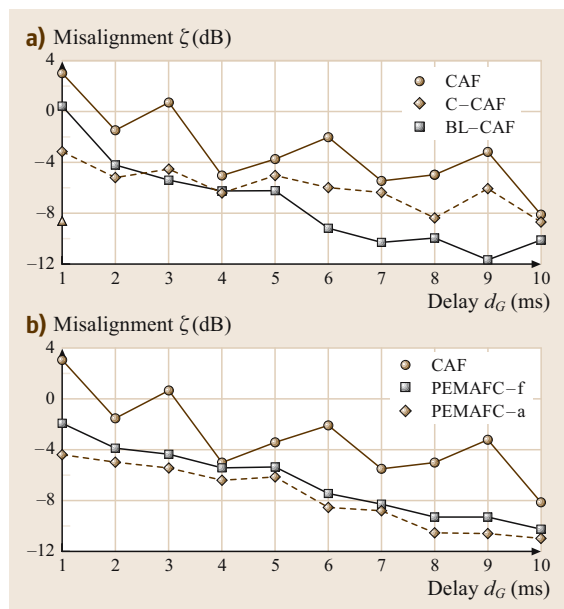 a) Misalignment ζ (dB)
4
0
−4
−8
−12
CAF
C−CAF
BL−CAF
1 2 3 4 5 6 7 8 9 10
Delay dG (ms)
b) Misalignment ζ (dB)
4
0
−4
−8
−12
CAF
PEMAFC−f
PEMAFC−a
1 2 3 4 5 6 7 8 9 10
Delay dG (ms)